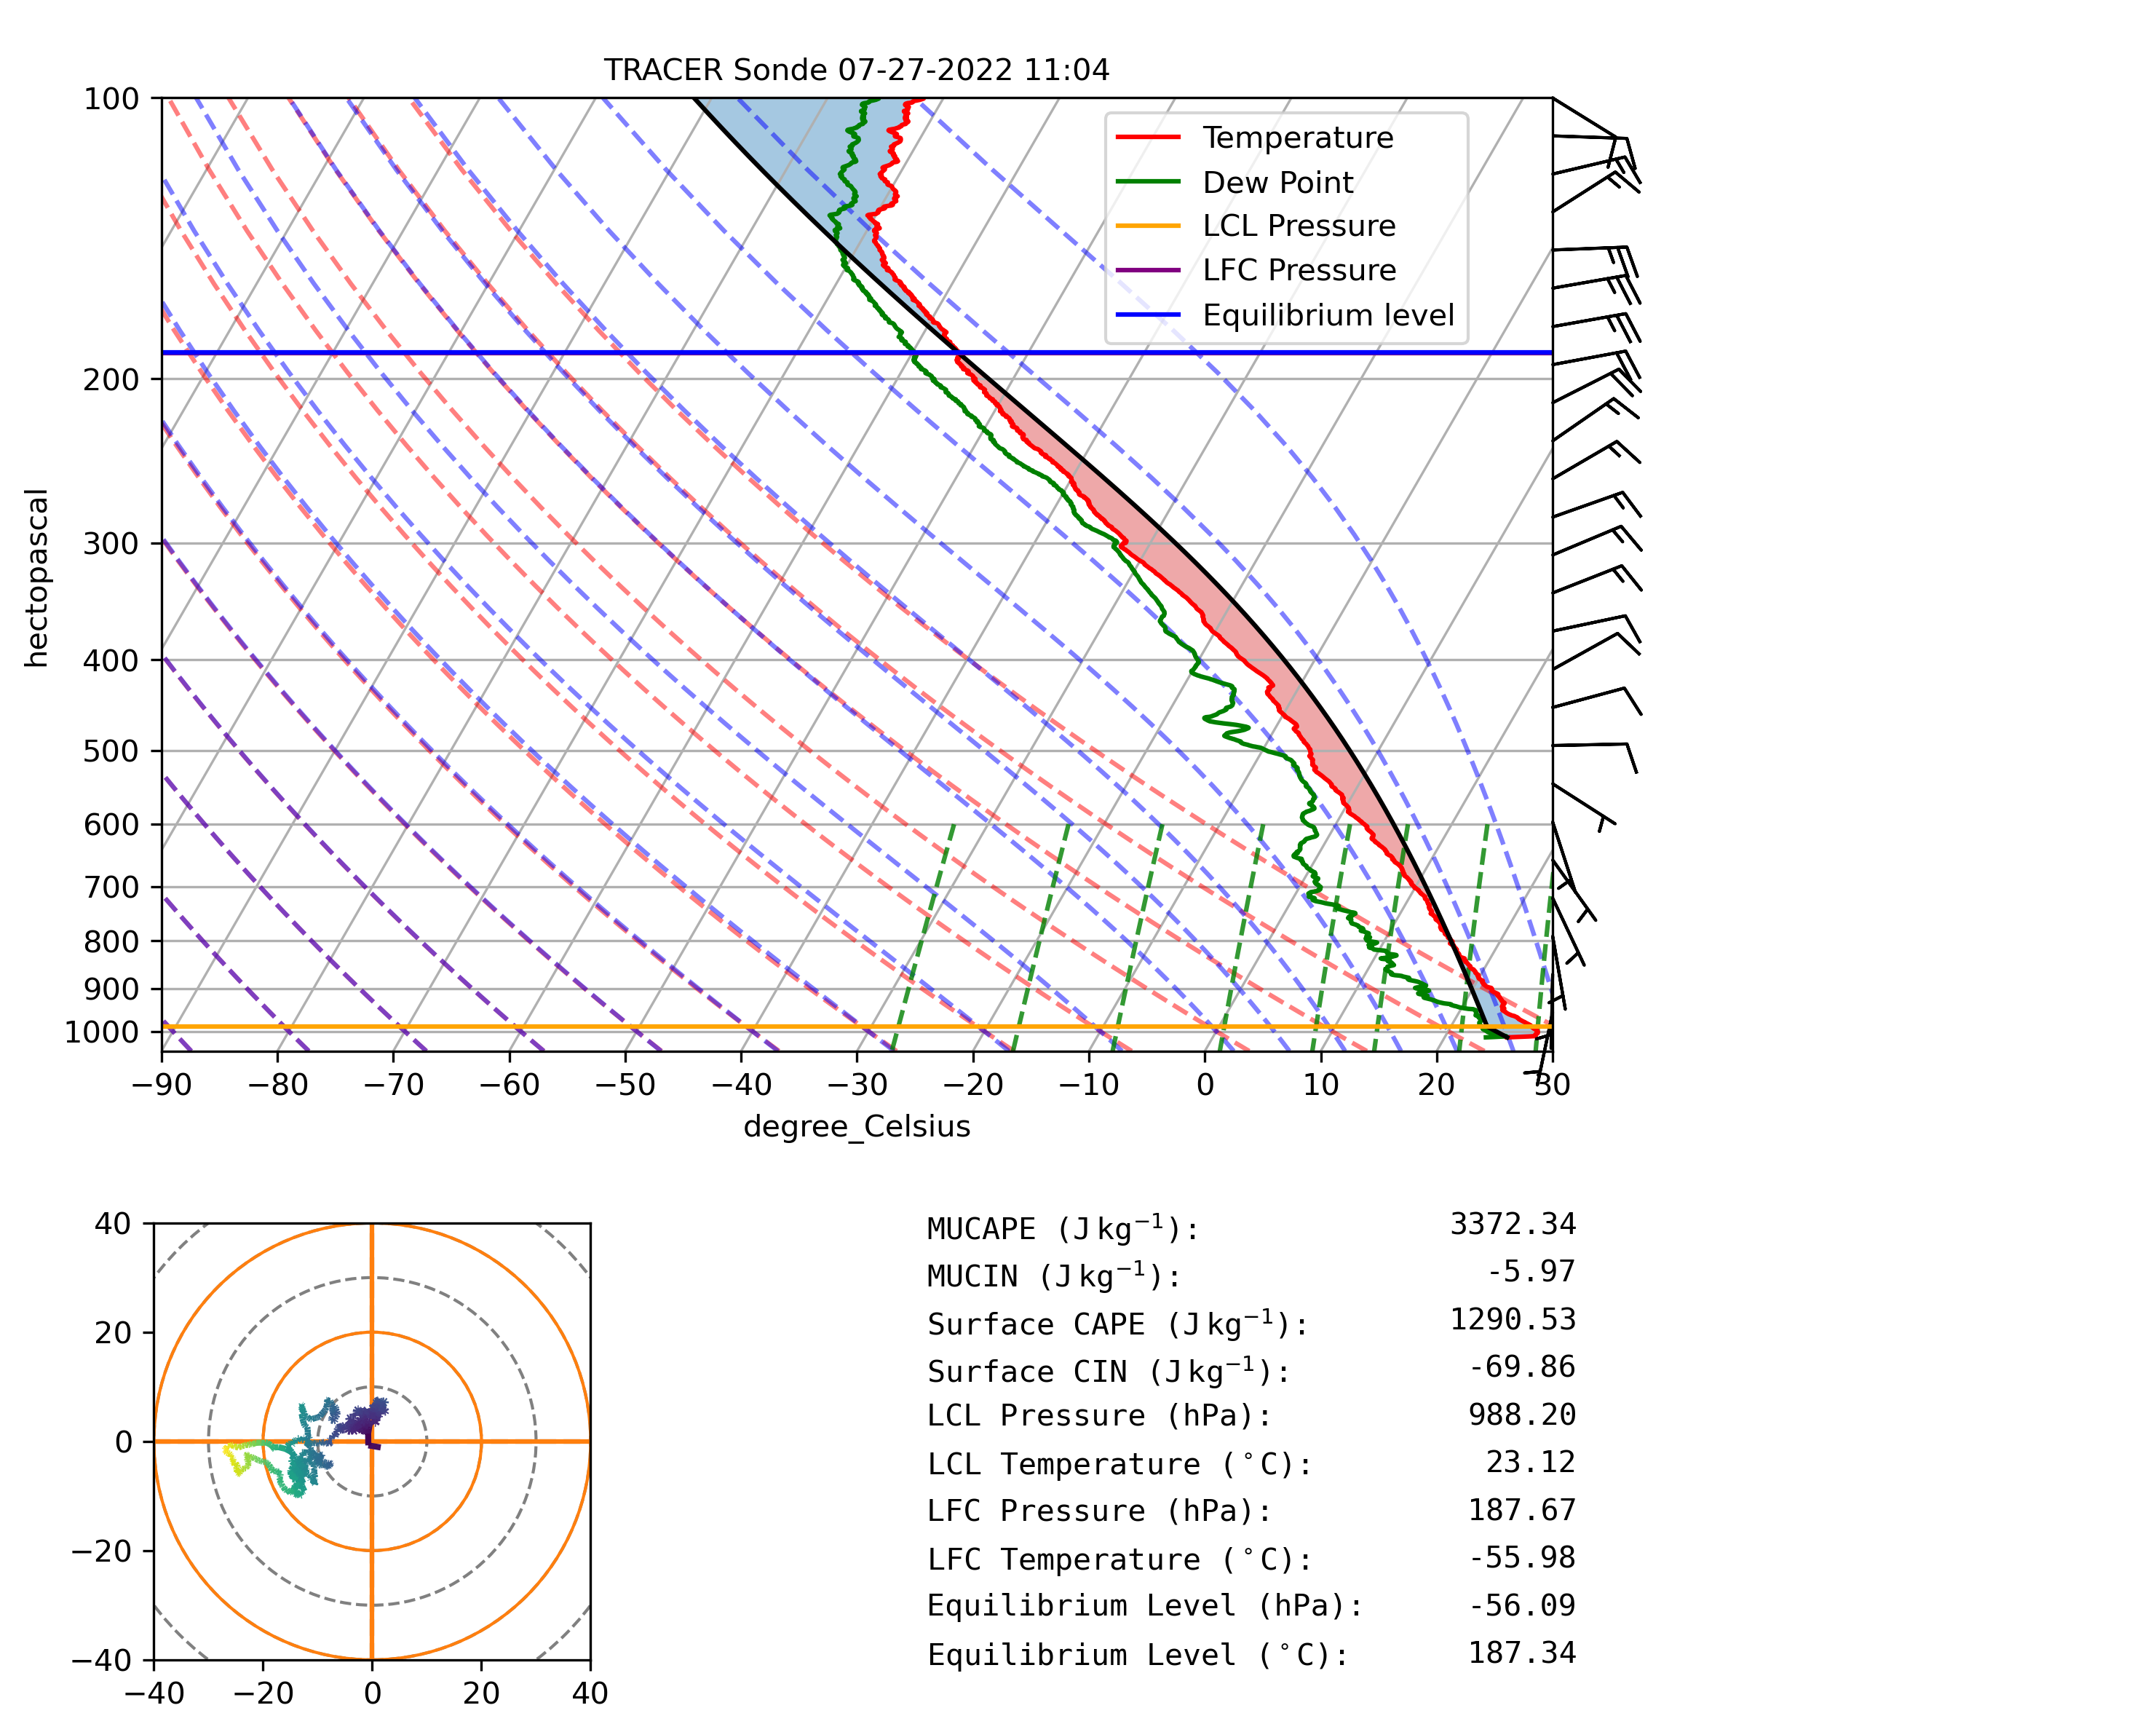 TRACER Sonde 07-27-2022 11:04
100
200
300
400
500
600
700
800
900
1000
hectopascal
Temperature
Dew Point
LCL Pressure
LFC Pressure
Equilibrium level
−90 −80 −70 −60 −50 −40 −30 −20 −10 0 10 20 30
degree_Celsius
40
20
0
−20
−40
−40 −20 0 20 40
MUCAPE (J kg⁻¹): 3372.34
MUCIN (J kg⁻¹): -5.97
Surface CAPE (J kg⁻¹): 1290.53
Surface CIN (J kg⁻¹): -69.86
LCL Pressure (hPa): 988.20
LCL Temperature (°C): 23.12
LFC Pressure (hPa): 187.67
LFC Temperature (°C): -55.98
Equilibrium Level (hPa): -56.09
Equilibrium Level (°C): 187.34